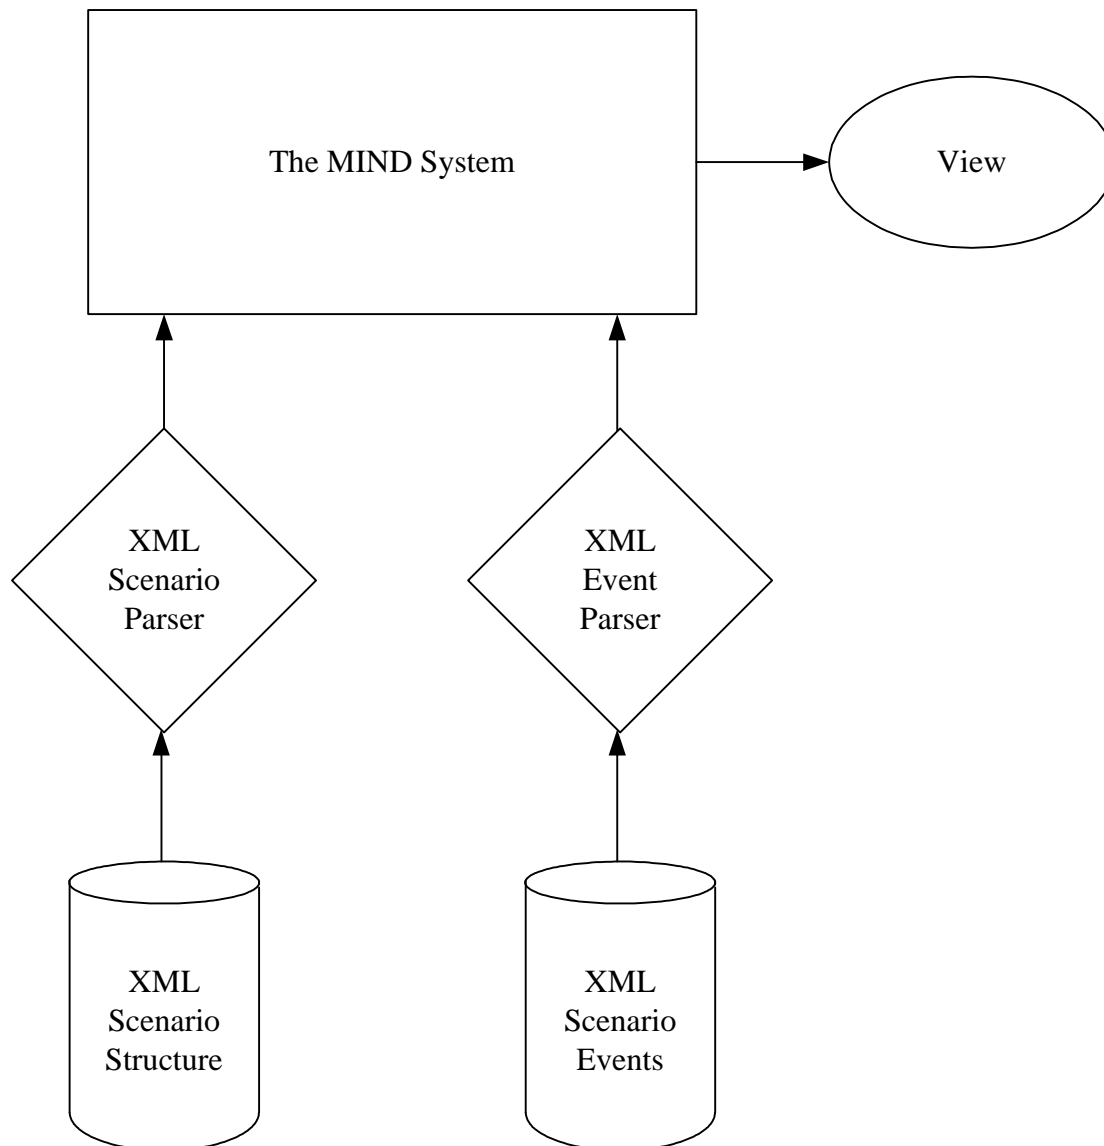 The MIND System
View
XML
Scenario
Parser
XML
Event
Parser
XML
Scenario
Structure
XML
Scenario
Events